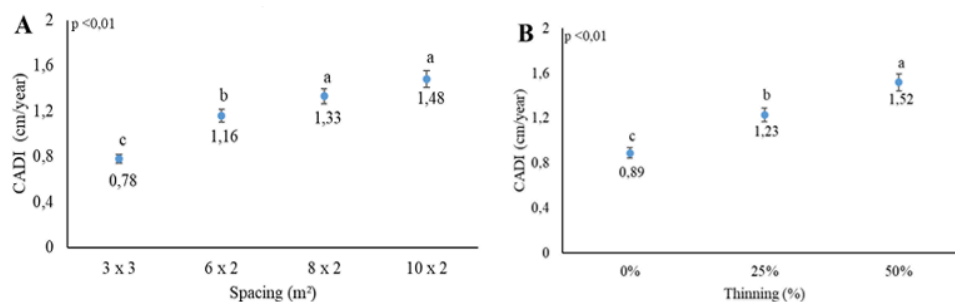 A
p <0,01
CADI (cm/year)
2
1,6
1,2
0,8
0,4
0
c
b
a
a
0,78
1,16
1,33
1,48
3 x 3
6 x 2
8 x 2
10 x 2
Spacing (m²)
B
p <0,01
CADI (cm/year)
2
1,6
1,2
0,8
0,4
0
c
b
a
0,89
1,23
1,52
0%
25%
50%
Thinning (%)